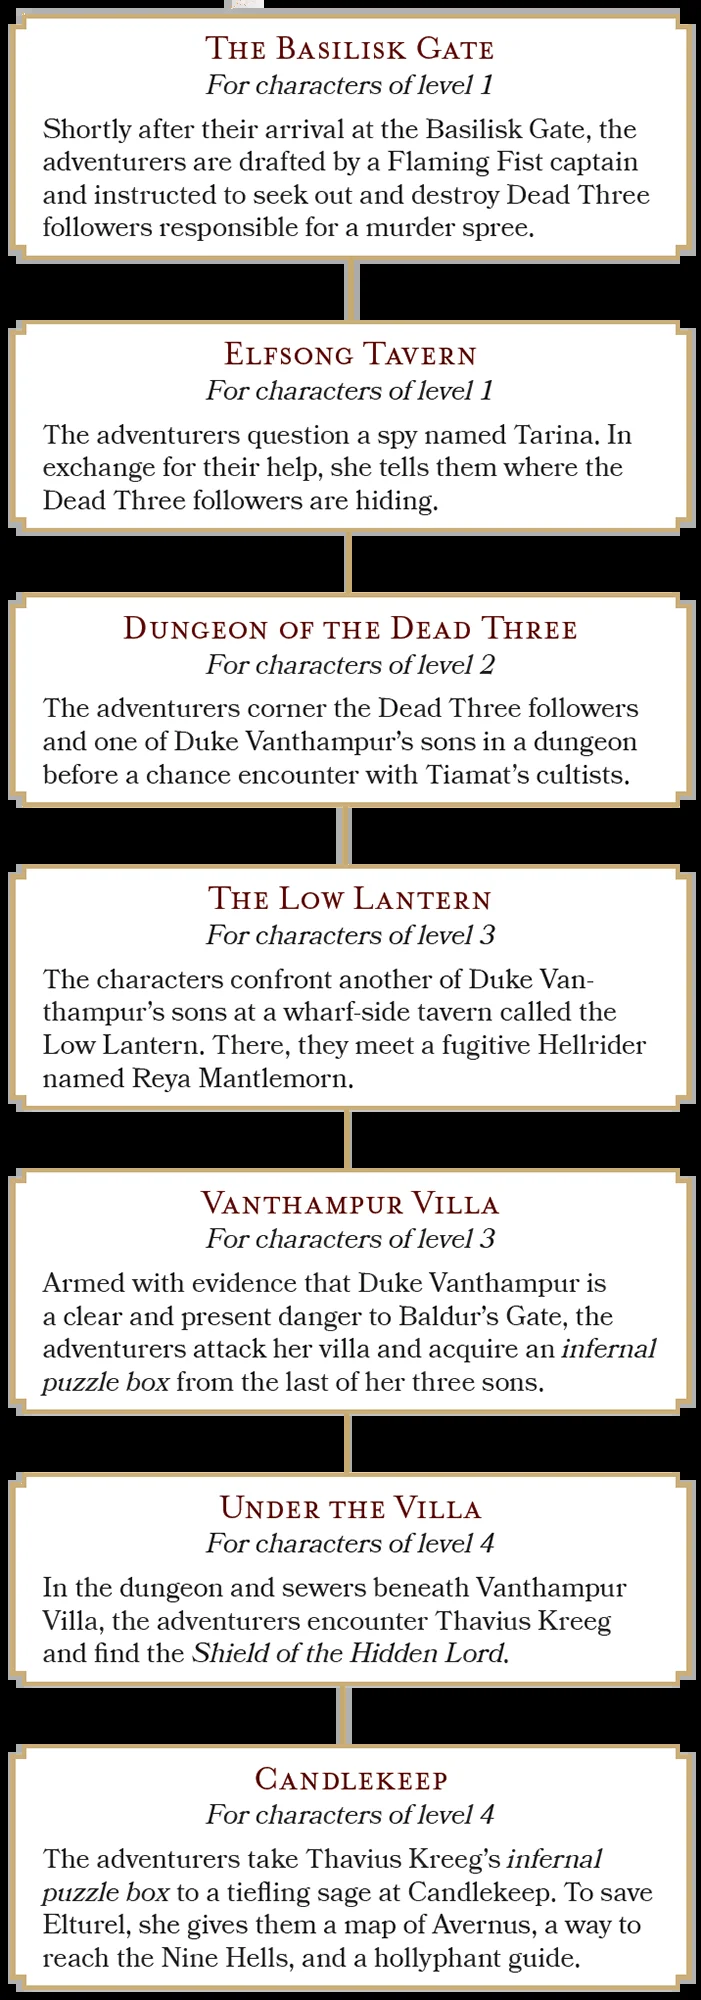 The Basilisk Gate
For characters of level 1
Shortly after their arrival at the Basilisk Gate, the
adventurers are drafted by a Flaming Fist captain
and instructed to seek out and destroy Dead Three
followers responsible for a murder spree.
Elfsong Tavern
For characters of level 1
The adventurers question a spy named Tarina. In
exchange for their help, she tells them where the
Dead Three followers are hiding.
Dungeon of the Dead Three
For characters of level 2
The adventurers corner the Dead Three followers
and one of Duke Vanthampur's sons in a dungeon
before a chance encounter with Tiamat's cultists.
The Low Lantern
For characters of level 3
The characters confront another of Duke Van-
thampur's sons at a wharf-side tavern called the
Low Lantern. There, they meet a fugitive Hellrider
named Reya Mantlemorn.
Vanthampur Villa
For characters of level 3
Armed with evidence that Duke Vanthampur is
a clear and present danger to Baldur's Gate, the
adventurers attack her villa and acquire an infernal
puzzle box from the last of her three sons.
Under the Villa
For characters of level 4
In the dungeon and sewers beneath Vanthampur
Villa, the adventurers encounter Thavius Kreeg
and find the Shield of the Hidden Lord.
Candlekeep
For characters of level 4
The adventurers take Thavius Kreeg's infernal
puzzle box to a tiefling sage at Candlekeep. To save
Elturel, she gives them a map of Avernus, a way to
reach the Nine Hells, and a hollyphant guide.